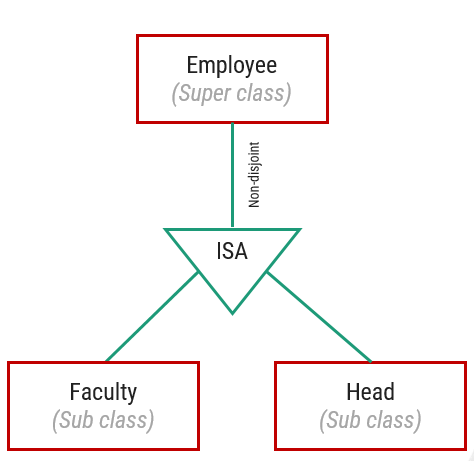 Employee
(Super class)
Non-disjoint
ISA
Faculty
(Sub class)
Head
(Sub class)